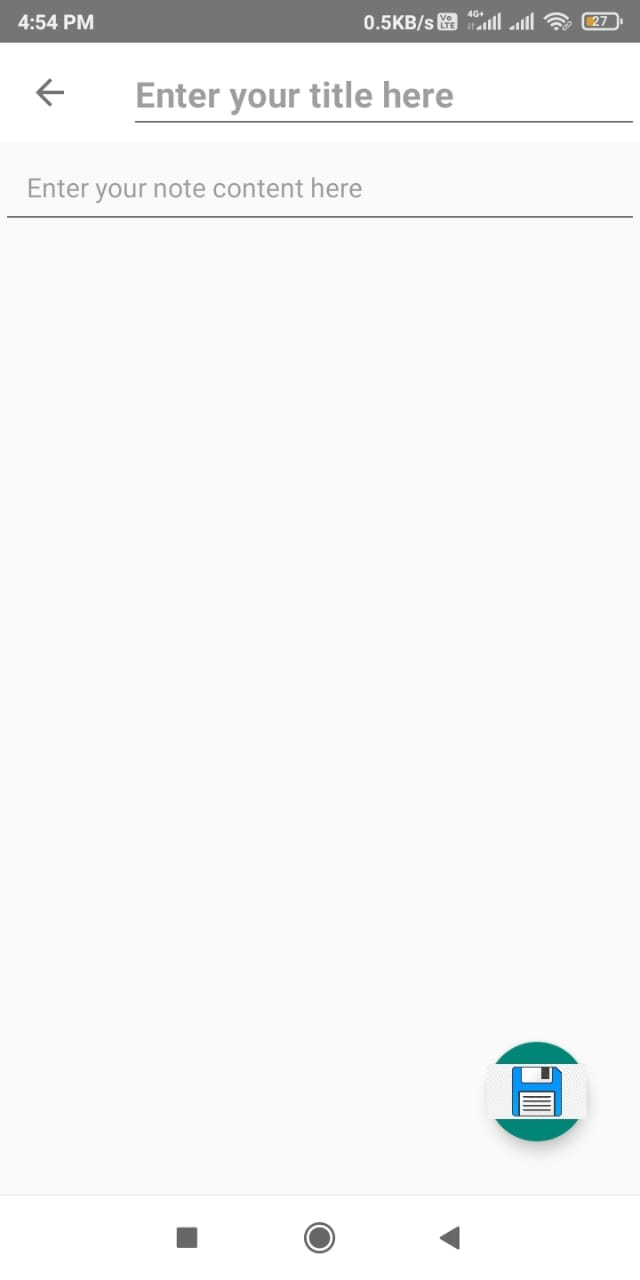 4:54 PM 0.5KB/s Vo LTE 4G+ 27
Enter your title here
Enter your note content here